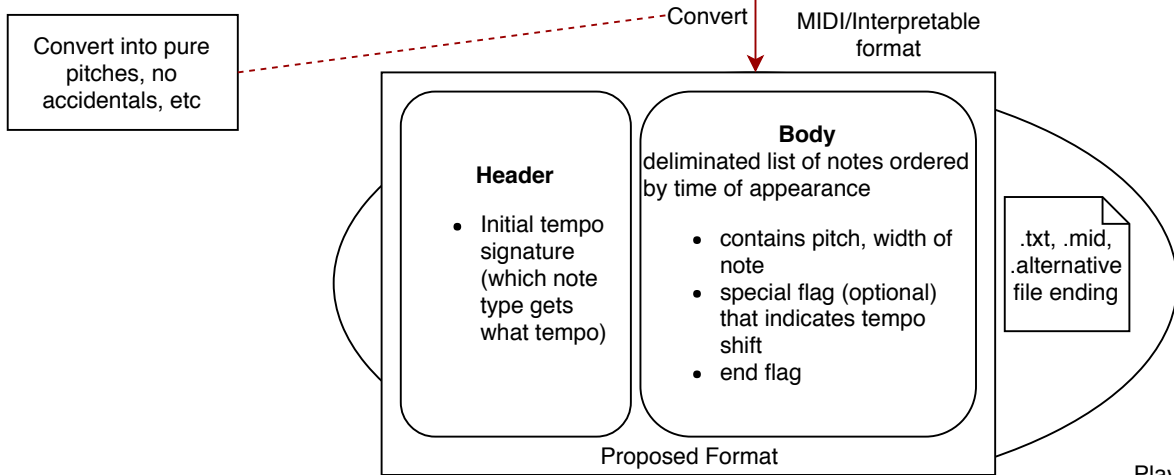 Convert
MIDI/Interpretable
format
Convert into pure
pitches, no
accidentals, etc
Header
• Initial tempo
signature
(which note
type gets
what tempo)
Body
deliminated list of notes ordered
by time of appearance
• contains pitch, width of
note
• special flag (optional)
that indicates tempo
shift
• end flag
.txt, .mid,
.alternative
file ending
Proposed Format
Play